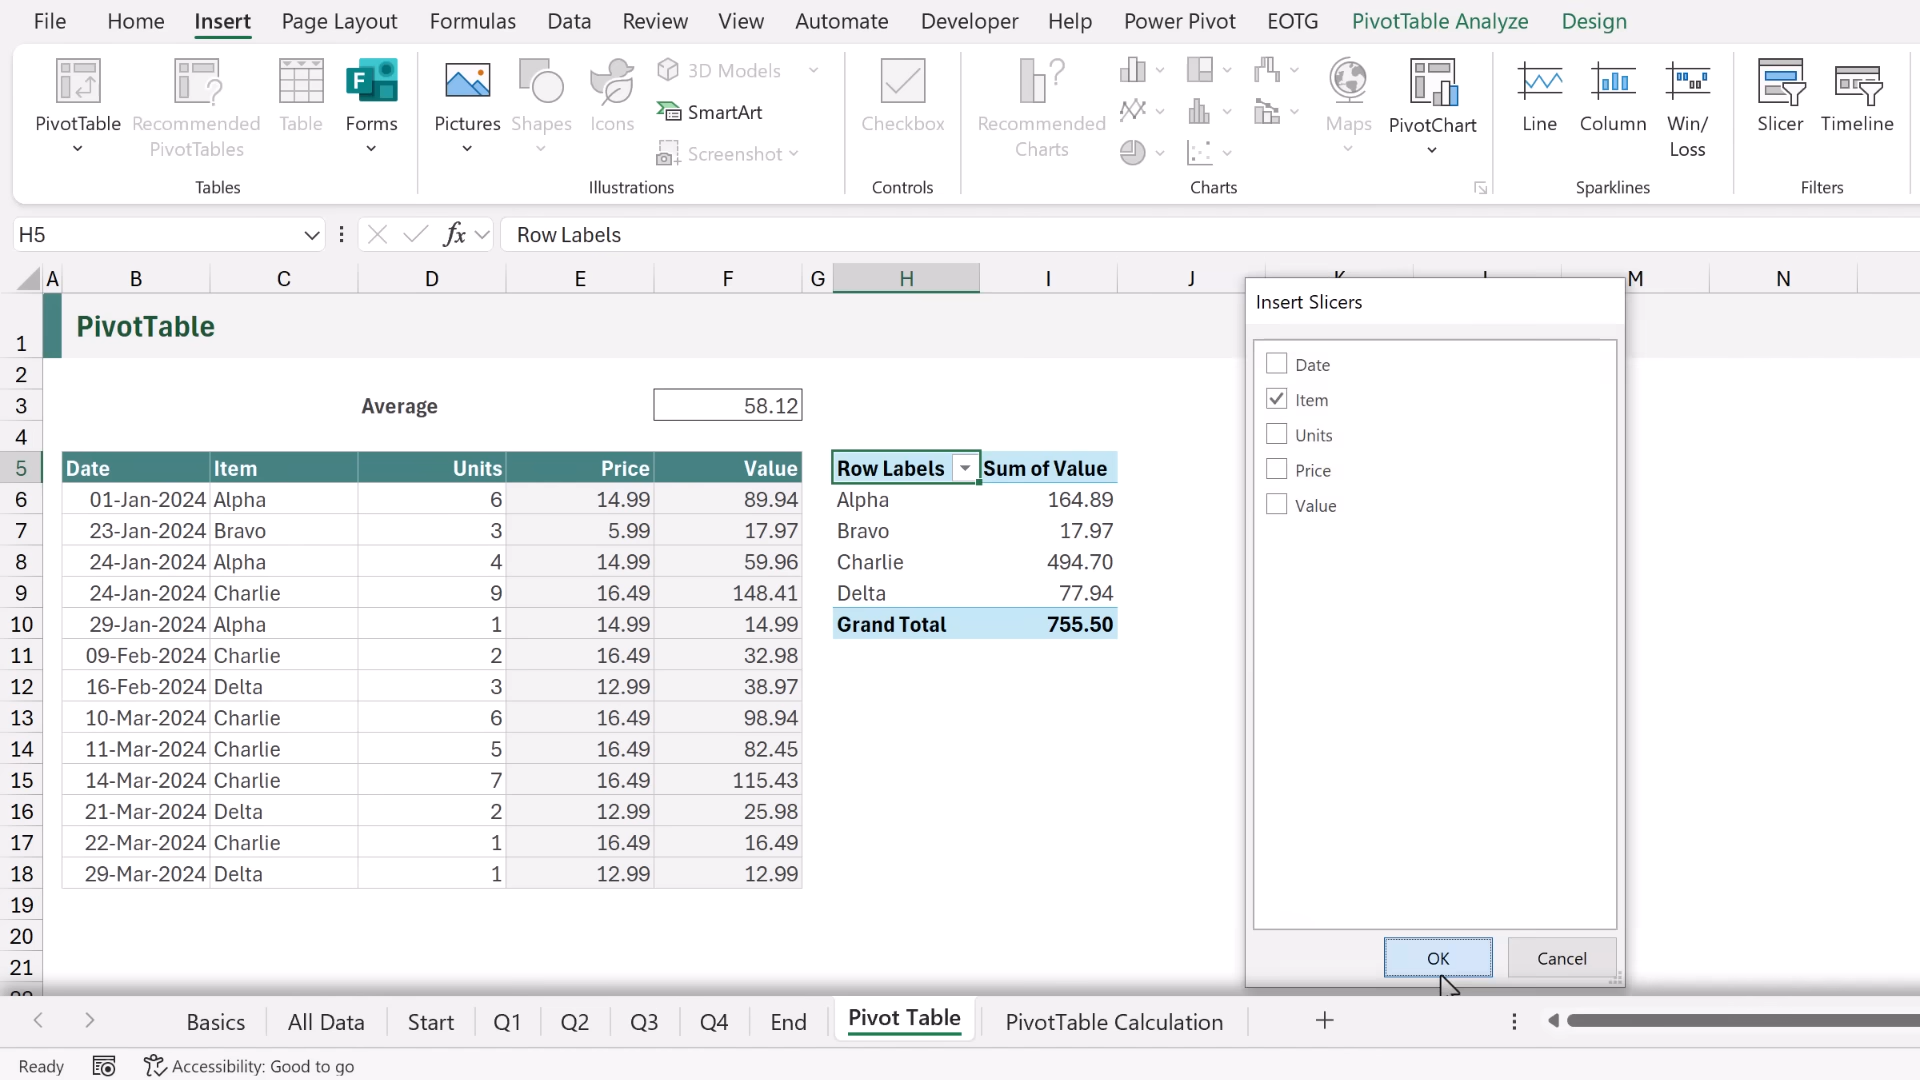 File Home Insert Page Layout Formulas Data Review View Automate Developer Help Power Pivot EOTG PivotTable Analyze Design
PivotTable Recommended PivotTables Table Forms
Tables
Pictures Shapes Icons 3D Models SmartArt Screenshot
Illustrations
Checkbox
Controls
Recommended Charts Maps PivotChart
Charts
Line Column Win/ Loss
Sparklines
Slicer Timeline
Filters
H5 fx Row Labels
A B C D E F G H I J K L M N
1 PivotTable
2
3 Average 58.12
4
5 Date Item Units Price Value Row Labels Sum of Value
6 01-Jan-2024 Alpha 6 14.99 89.94 Alpha 164.89
7 23-Jan-2024 Bravo 3 5.99 17.97 Bravo 17.97
8 24-Jan-2024 Alpha 4 14.99 59.96 Charlie 494.70
9 24-Jan-2024 Charlie 9 16.49 148.41 Delta 77.94
10 29-Jan-2024 Alpha 1 14.99 14.99 Grand Total 755.50
11 09-Feb-2024 Charlie 2 16.49 32.98
12 16-Feb-2024 Delta 3 12.99 38.97
13 10-Mar-2024 Charlie 6 16.49 98.94
14 11-Mar-2024 Charlie 5 16.49 82.45
15 14-Mar-2024 Charlie 7 16.49 115.43
16 21-Mar-2024 Delta 2 12.99 25.98
17 22-Mar-2024 Charlie 1 16.49 16.49
18 29-Mar-2024 Delta 1 12.99 12.99
19
20
21
Insert Slicers
Date
Item
Units
Price
Value
OK Cancel
Basics All Data Start Q1 Q2 Q3 Q4 End Pivot Table PivotTable Calculation
Ready Accessibility: Good to go